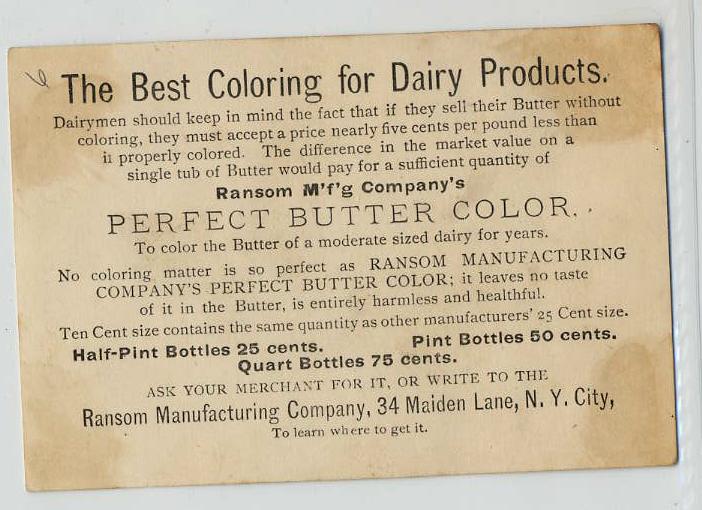 6
The Best Coloring for Dairy Products.
Dairymen should keep in mind the fact that if they sell their Butter without
coloring, they must accept a price nearly five cents per pound less than
if properly colored. The difference in the market value on a
single tub of Butter would pay for a sufficient quantity of
Ransom M'f'g Company's
PERFECT BUTTER COLOR.
To color the Butter of a moderate sized dairy for years.
No coloring matter is so perfect as RANSOM MANUFACTURING
COMPANY'S PERFECT BUTTER COLOR; it leaves no taste
of it in the Butter, is entirely harmless and healthful.
Ten Cent size contains the same quantity as other manufacturers' 25 Cent size.
Half-Pint Bottles 25 cents. Pint Bottles 50 cents.
Quart Bottles 75 cents.
ASK YOUR MERCHANT FOR IT, OR WRITE TO THE
Ransom Manufacturing Company, 34 Maiden Lane, N. Y. City,
To learn where to get it.